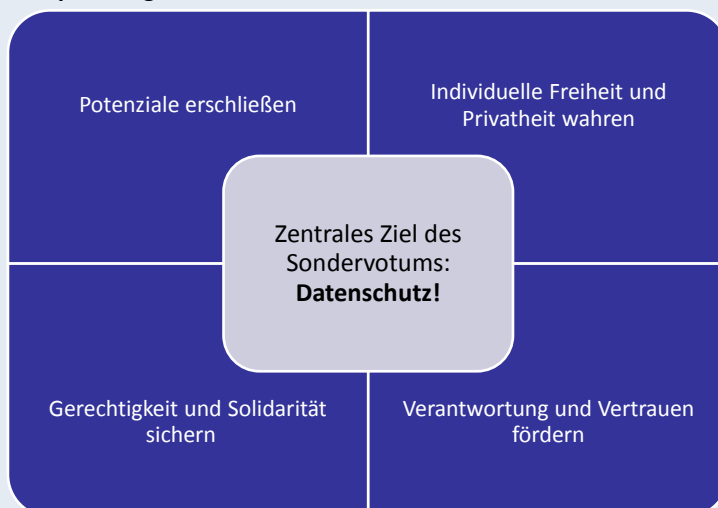 Potenziale erschließen
Individuelle Freiheit und
Privatheit wahren
Zentrales Ziel des
Sondervotums:
Datenschutz!
Gerechtigkeit und Solidarität
sichern
Verantwortung und Vertrauen
fördern